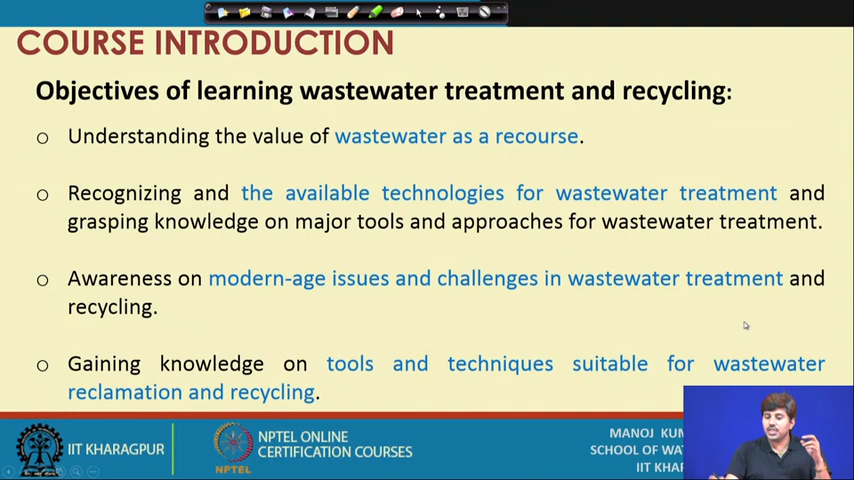 COURSE INTRODUCTION
Objectives of learning wastewater treatment and recycling:
o Understanding the value of wastewater as a recourse.
o Recognizing and the available technologies for wastewater treatment and
grasping knowledge on major tools and approaches for wastewater treatment.
o Awareness on modern-age issues and challenges in wastewater treatment and
recycling.
o Gaining knowledge on tools and techniques suitable for wastewater
reclamation and recycling.
IIT KHARAGPUR
NPTEL
NPTEL ONLINE
CERTIFICATION COURSES
MANOJ KUM
SCHOOL OF WA
IIT KHAR